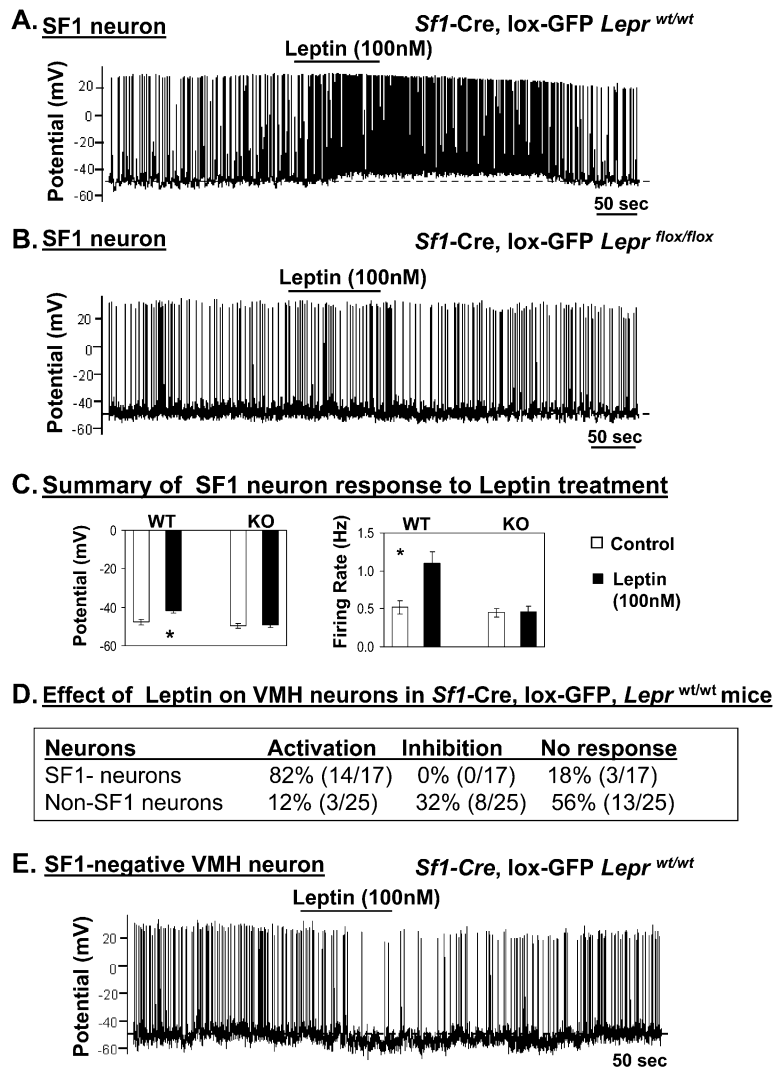 A. SF1 neuron Sf1-Cre, lox-GFP Lepr wt/wt
Leptin (100nM)
Potential (mV)
20
0
-20
-40
-60
50 sec
B. SF1 neuron Sf1-Cre, lox-GFP Lepr flox/flox
Leptin (100nM)
Potential (mV)
20
0
-20
-40
-60
50 sec
C. Summary of SF1 neuron response to Leptin treatment
WT KO
Potential (mV)
0
-20
-40
-60
*
WT KO
Firing Rate (Hz)
1.5
1.0
0.5
0.0
*
Control
Leptin
(100nM)
D. Effect of Leptin on VMH neurons in Sf1-Cre, lox-GFP, Lepr wt/wt mice
Neurons Activation Inhibition No response
SF1- neurons 82% (14/17) 0% (0/17) 18% (3/17)
Non-SF1 neurons 12% (3/25) 32% (8/25) 56% (13/25)
E. SF1-negative VMH neuron Sf1-Cre, lox-GFP Lepr wt/wt
Leptin (100nM)
Potential (mV)
20
0
-20
-40
-60
50 sec